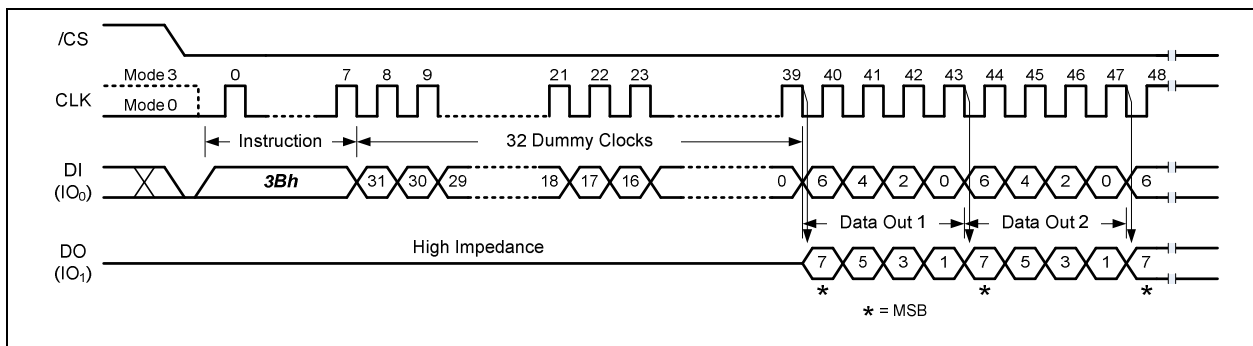 /CS
Mode 3 0 7 8 9 21 22 23 39 40 41 42 43 44 45 46 47 48
CLK
Mode 0
Instruction 32 Dummy Clocks
DI
(IO0)
3Bh 31 30 29 18 17 16 0 6 4 2 0 6 4 2 0 6
Data Out 1 Data Out 2
DO
(IO1)
High Impedance
7 5 3 1 7 5 3 1 7
* * *
* = MSB